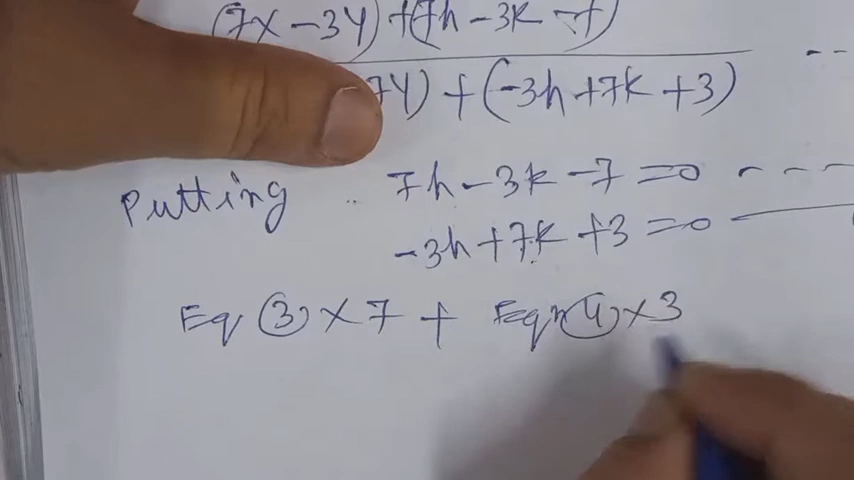 (7x - 3y) + (7h - 3k - 7)
7y) + (-3h + 7k + 3) --
Putting 7h - 3k - 7 = 0 ----
-3h + 7k + 3 = 0
Eq ③ × 7 + Eqn ④ × 3